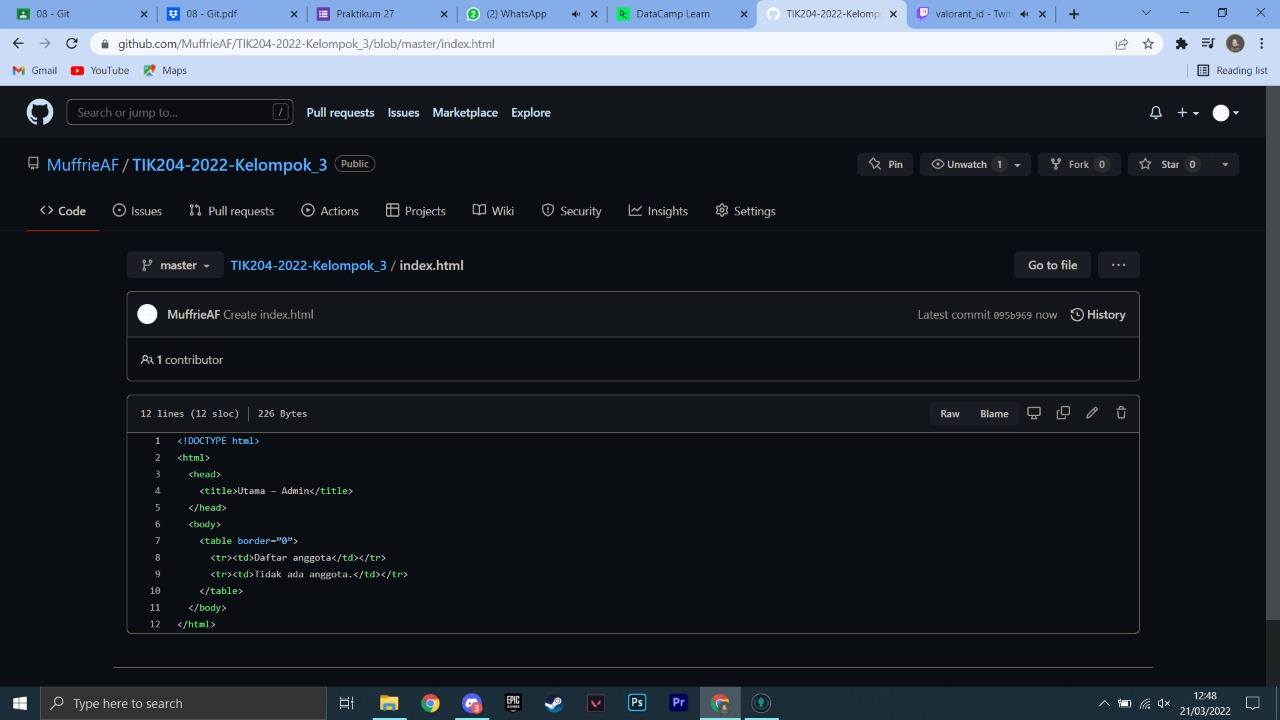 08 - Git
08 - Git.pdf
Praktikum 27
(2) WhatsApp
DataCamp Learn
TIK204-2022-Kelomp
valorant_id - Twit
github.com/MuffrieAF/TIK204-2022-Kelompok_3/blob/master/index.html
Gmail
YouTube
Maps
Reading list
Search or jump to...
/
Pull requests
Issues
Marketplace
Explore
MuffrieAF / TIK204-2022-Kelompok_3
Public
Pin
Unwatch 1
Fork 0
Star 0
Code
Issues
Pull requests
Actions
Projects
Wiki
Security
Insights
Settings
master
TIK204-2022-Kelompok_3 / index.html
Go to file
MuffrieAF Create index.html
Latest commit 095b969 now
History
1 contributor
12 lines (12 sloc) | 226 Bytes
Raw
Blame
1 <!DOCTYPE html>
2 <html>
3 <head>
4 <title>Utama – Admin</title>
5 </head>
6 <body>
7 <table border=”0”>
8 <tr><td>Daftar anggota</td></tr>
9 <tr><td>Tidak ada anggota.</td></tr>
10 </table>
11 </body>
12 </html>
Type here to search
EPIC GAMES
Ps
Pr
12:48
21/03/2022